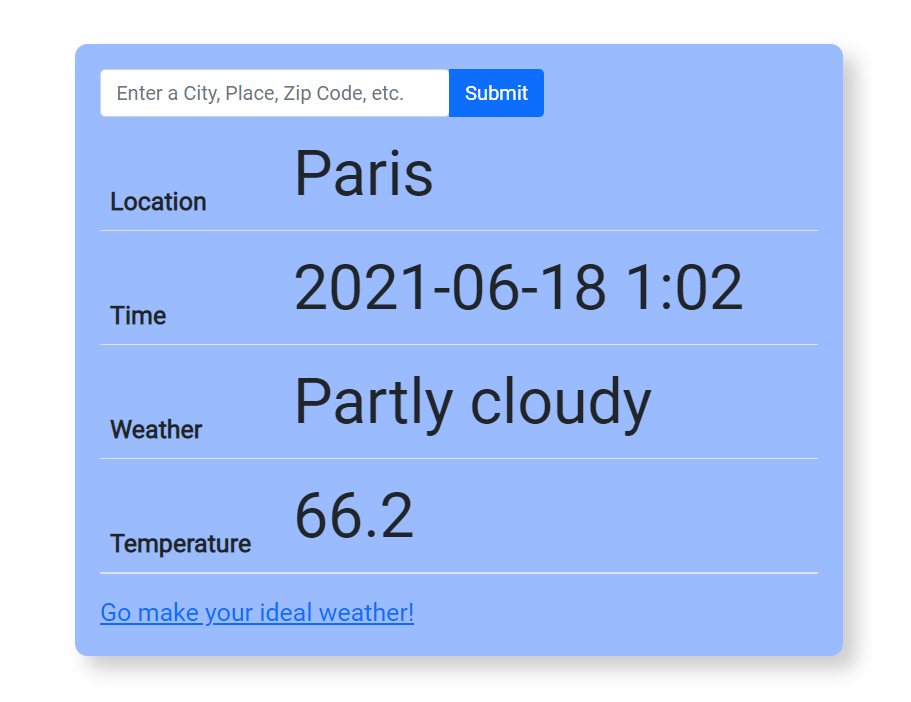 Enter a City, Place, Zip Code, etc. Submit
Location Paris
Time 2021-06-18 1:02
Weather Partly cloudy
Temperature 66.2
Go make your ideal weather!